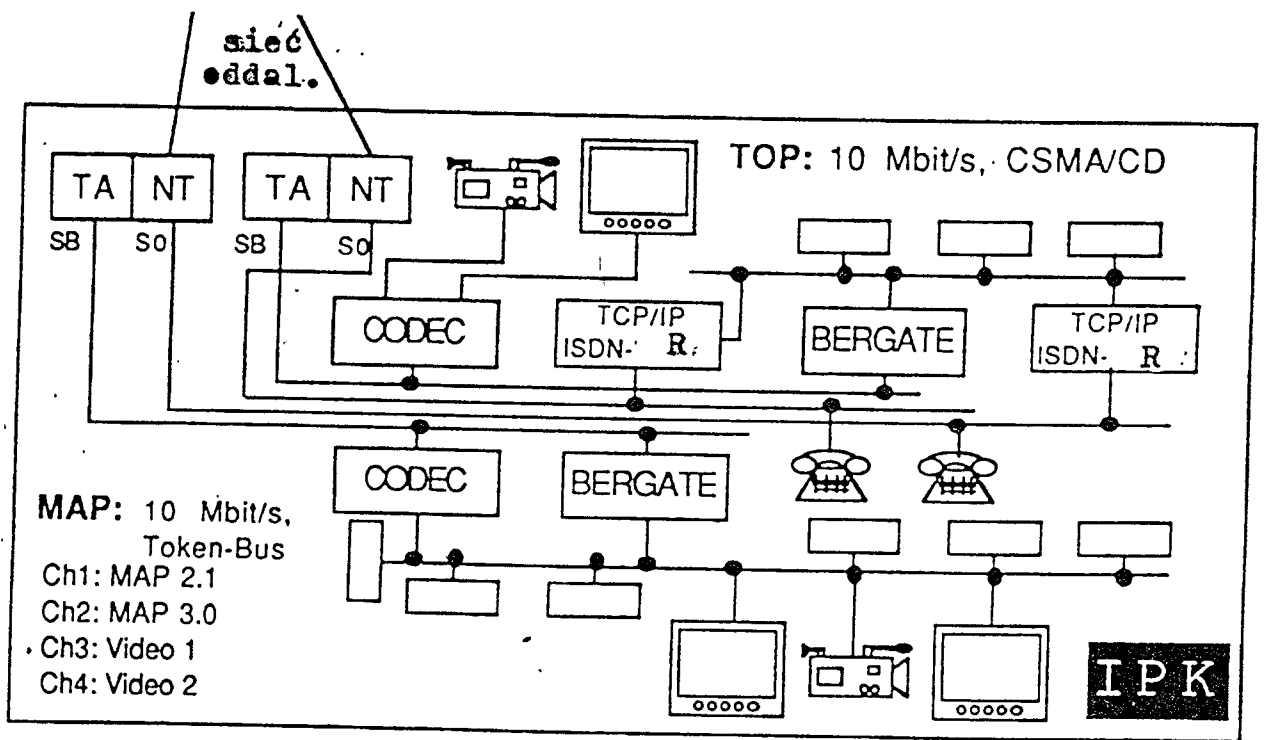 sieć
oddal.
TA NT TA NT
TOP: 10 Mbit/s, CSMA/CD
SB S0 SB S0
CODEC
TCP/IP
ISDN- R
BERGATE
TCP/IP
ISDN- R
CODEC
BERGATE
MAP: 10 Mbit/s,
Token-Bus
Ch1: MAP 2.1
Ch2: MAP 3.0
Ch3: Video 1
Ch4: Video 2
IPK